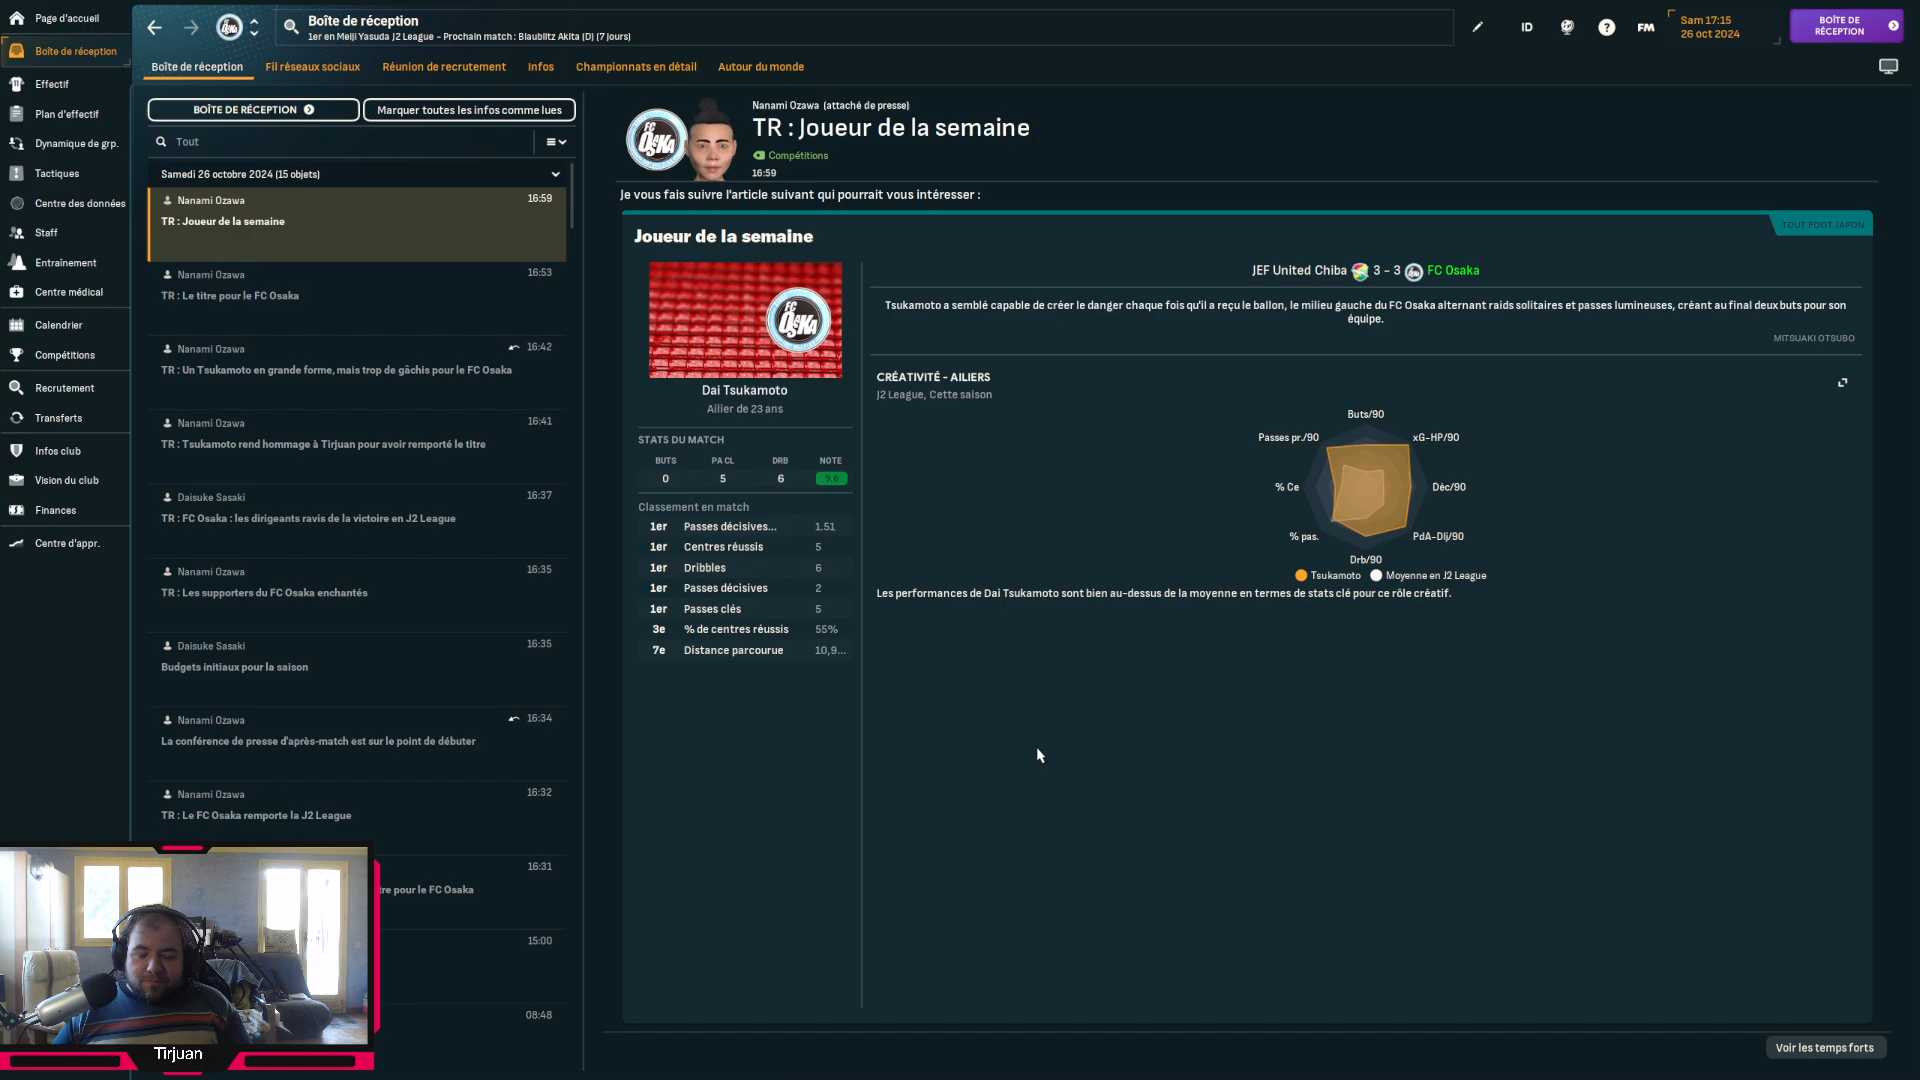 Page d'accueil
Boîte de réception
Effectif
Plan d'effectif
Dynamique de grp.
Tactiques
Centre des données
Staff
Entraînement
Centre médical
Calendrier
Compétitions
Recrutement
Transferts
Infos club
Vision du club
Finances
Centre d'appr.
Boîte de réception
1er en Meiji Yasuda J2 League - Prochain match : Blaublitz Akita (D) (7 jours)
ID
?
FM
Sam 17:15
26 oct 2024
BOÎTE DE
RÉCEPTION
Boîte de réception
Fil réseaux sociaux
Réunion de recrutement
Infos
Championnats en détail
Autour du monde
BOÎTE DE RÉCEPTION
Marquer toutes les infos comme lues
Tout
Samedi 26 octobre 2024 (15 objets)
Nanami Ozawa 16:59
TR : Joueur de la semaine
Nanami Ozawa 16:53
TR : Le titre pour le FC Osaka
Nanami Ozawa 16:42
TR : Un Tsukamoto en grande forme, mais trop de gâchis pour le FC Osaka
Nanami Ozawa 16:41
TR : Tsukamoto rend hommage à Tirjuan pour avoir remporté le titre
Daisuke Sasaki 16:37
TR : FC Osaka : les dirigeants ravis de la victoire en J2 League
Nanami Ozawa 16:35
TR : Les supporters du FC Osaka enchantés
Daisuke Sasaki 16:35
Budgets initiaux pour la saison
Nanami Ozawa 16:34
La conférence de presse d'après-match est sur le point de débuter
Nanami Ozawa 16:32
TR : Le FC Osaka remporte la J2 League
16:31
tre pour le FC Osaka
15:00
08:48
Tirjuan
FC OSAKA
Nanami Ozawa (attaché de presse)
TR : Joueur de la semaine
Compétitions
16:59
Je vous fais suivre l'article suivant qui pourrait vous intéresser :
TOUT FOOT JAPON
Joueur de la semaine
FC OSAKA
Dai Tsukamoto
Ailier de 23 ans
STATS DU MATCH
BUTS PA CL DRB NOTE
0 5 6 9.6
Classement en match
1er Passes décisives... 1.51
1er Centres réussis 5
1er Dribbles 6
1er Passes décisives 2
1er Passes clés 5
3e % de centres réussis 55%
7e Distance parcourue 10,9...
JEF United Chiba 3 - 3 FC Osaka
Tsukamoto a semblé capable de créer le danger chaque fois qu'il a reçu le ballon, le milieu gauche du FC Osaka alternant raids solitaires et passes lumineuses, créant au final deux buts pour son
équipe.
MITSUAKI OTSUBO
CRÉATIVITÉ - AILIERS
J2 League, Cette saison
Buts/90
Passes pr./90
xG-HP/90
% Ce
Déc/90
% pas.
PdA-DIj/90
Drb/90
Tsukamoto
Moyenne en J2 League
Les performances de Dai Tsukamoto sont bien au-dessus de la moyenne en termes de stats clé pour ce rôle créatif.
Voir les temps forts